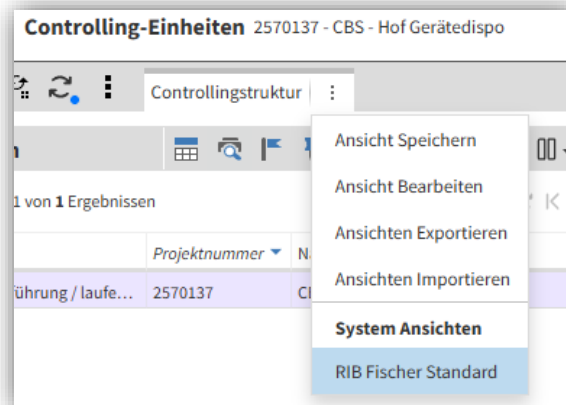 Controlling-Einheiten 2570137 - CBS - Hof Gerätedispo
Controllingstruktur
Ansicht Speichern
Ansicht Bearbeiten
1 von 1 Ergebnissen
Ansichten Exportieren
Projektnummer
Ansichten Importieren
führung / laufe... 2570137
System Ansichten
RIB Fischer Standard